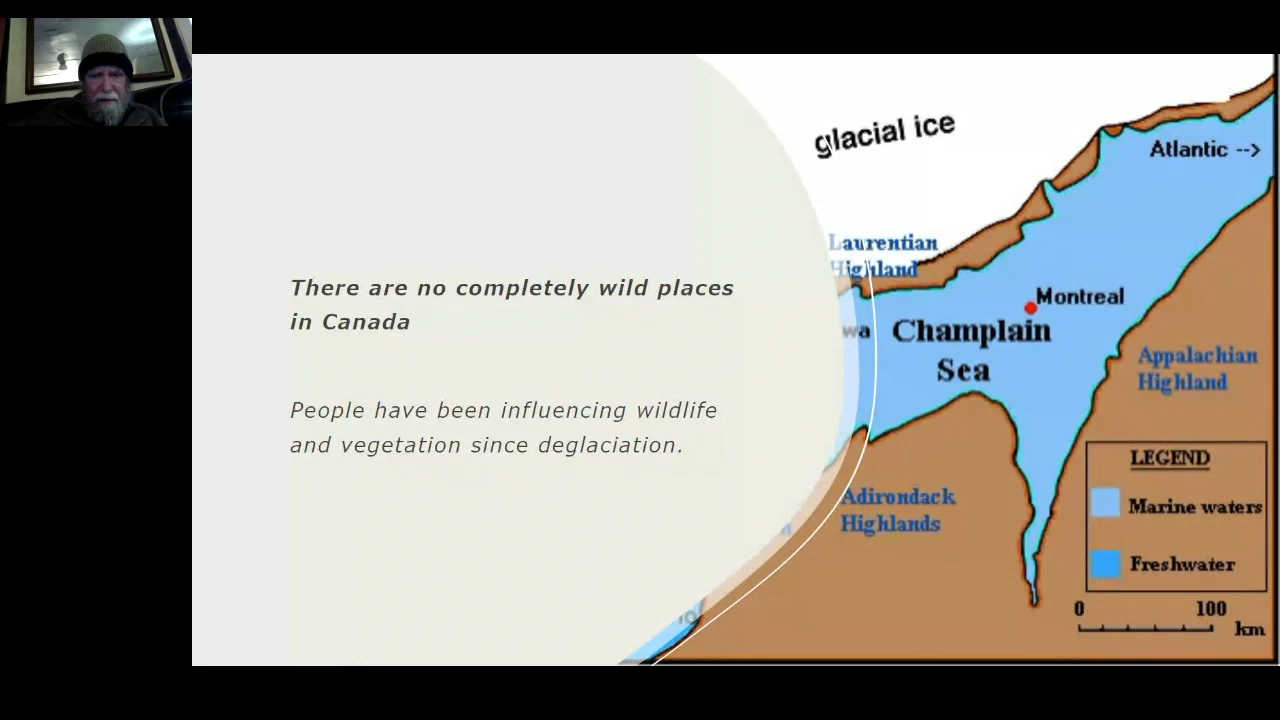 There are no completely wild places
in Canada
People have been influencing wildlife
and vegetation since deglaciation.
glacial ice
Atlantic -->
Laurentian
Highland
Montreal
wa
Champlain
Sea
Appalachian
Highland
Adirondack
Highlands
LEGEND
Marine waters
Freshwater
0 100
km